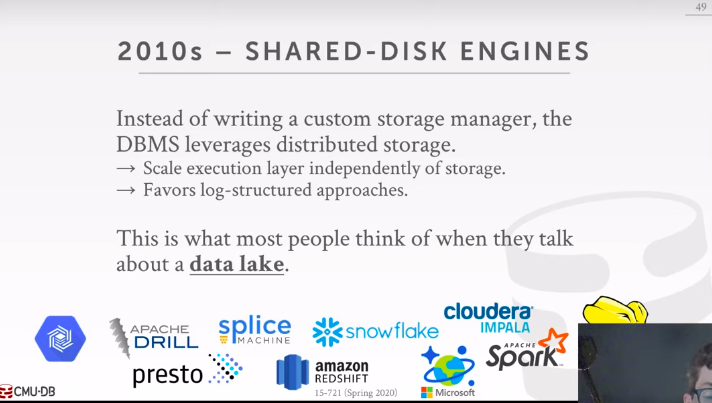 49
2010s – SHARED-DISK ENGINES
Instead of writing a custom storage manager, the
DBMS leverages distributed storage.
→ Scale execution layer independently of storage.
→ Favors log-structured approaches.
This is what most people think of when they talk
about a data lake.
APACHE
DRILL
splice
MACHINE
snowflake
cloudera
IMPALA
presto
amazon
REDSHIFT
Microsoft
APACHE
Spark
CMU·DB
15-721 (Spring 2020)